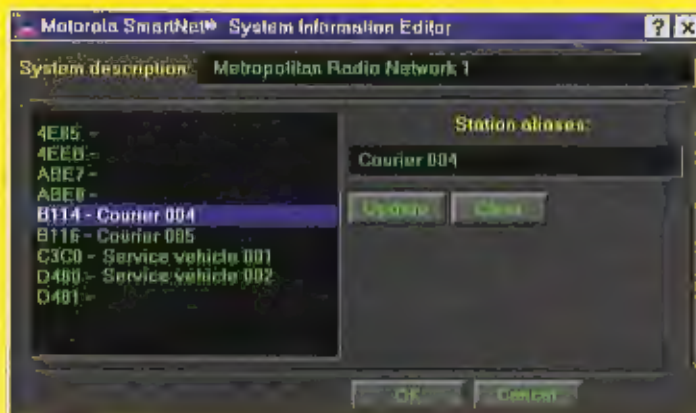 Motorola SmartNet System Information Editor
System description: Metropolitan Radio Network 1
Station aliases:
4E85 -
4EEB -
ABE7 -
ABE8 -
B114 - Courier 004
B116 - Courier 005
C3C0 - Service vehicle 001
D480 - Service vehicle 002
D481 -
Courier 004
Update Clear
OK Cancel